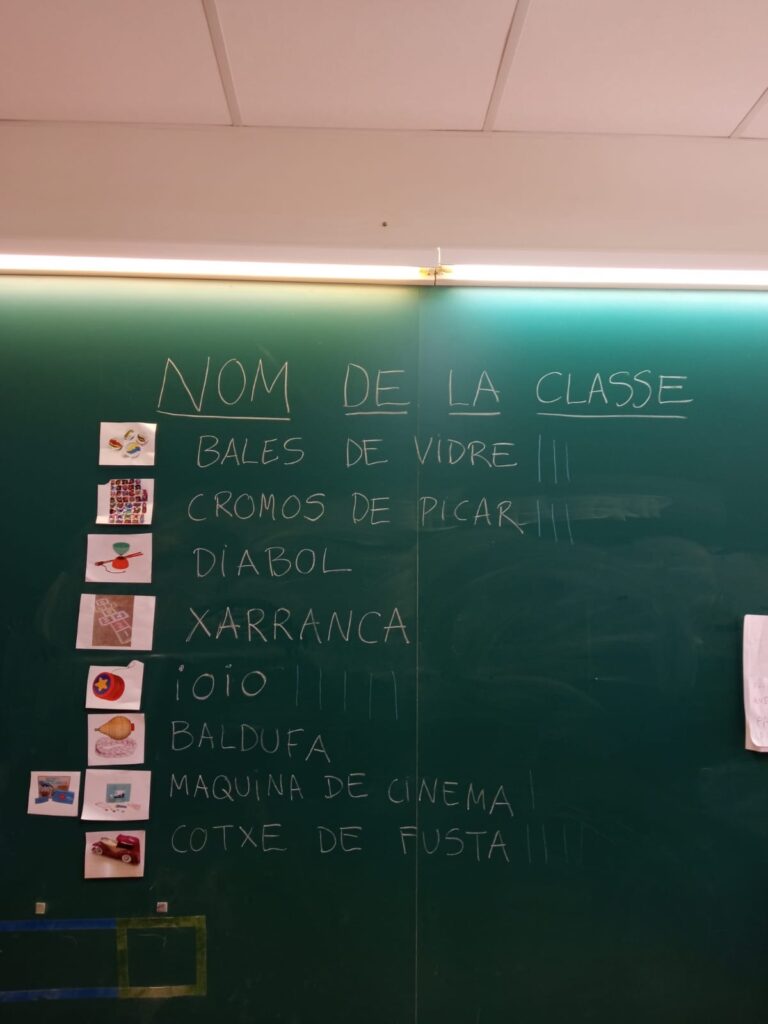 NOM DE LA CLASSE
BALES DE VIDRE |||
CROMOS DE PICAR |||
DIABOL
XARRANCA
iOiO ||||||
BALDUFA
MAQUiNA DE CiNEMA |
COTXE DE FUSTA ||||